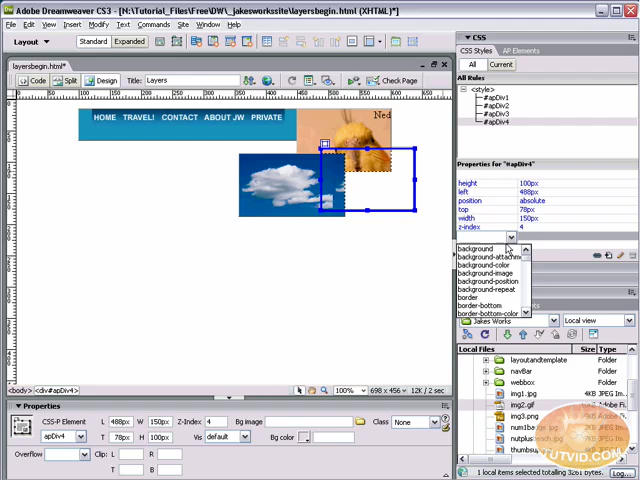 Adobe Dreamweaver CS3 - [N:\Tutorial_Files\Free\DW\_jakesworkssite\layersbegin.html (XHTML)*]
File Edit View Insert Modify Text Commands Site Window Help
Layout Standard Expanded
layersbegin.html*
Code Split Design Title: Layers Check Page
HOME TRAVEL! CONTACT ABOUT JW PRIVATE
Ned
CSS
CSS Styles AP Elements
All Current
All Rules
<style>
#apDiv1
#apDiv2
#apDiv3
#apDiv4
Properties for "#apDiv4"
height 100px
left 488px
position absolute
top 78px
width 150px
z-index 4
background
background-attachm
background-color
background-image
background-position
background-repeat
border
border-bottom
border-bottom-color
Jakes Works Local view
Local Files Size Type
layoutandtemplate Folder
navBar Folder
webbox Folder
img1.jpg 4KB JPEG Im
img2.gif Adobe Fi
img3.png Adobe Fi
<body> <div#apDiv4> 100% 698 x 456 12K / 2 sec
Properties
CSS-P Element L 488px W 150px Z-Index 4 Bg image Class None
apDiv4 T 78px H 100px Vis default Bg color
Overflow Clip: L R
T B
TUTVID.COM
1 local items selected totalling 3261 bytes Log...